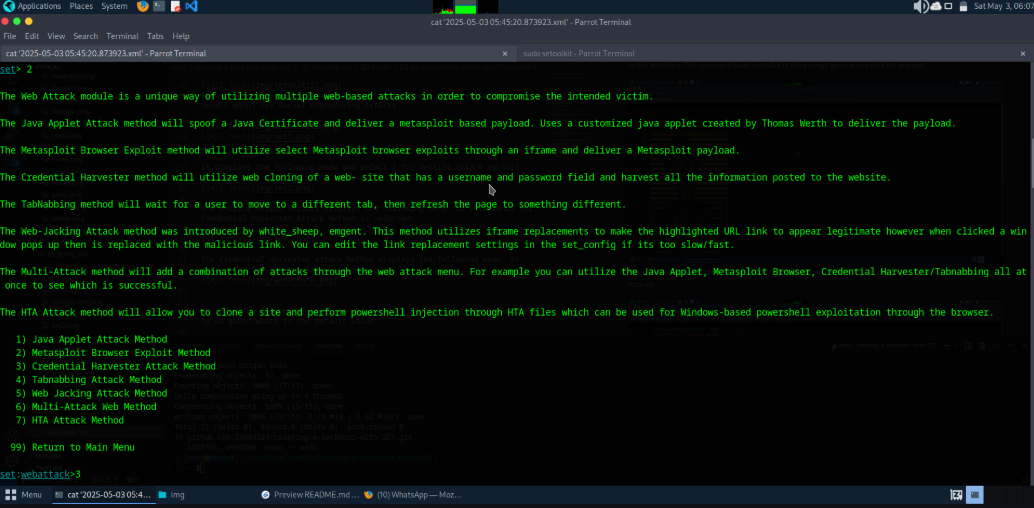 Applications Places System
Sat May 3, 06:07
cat '2025-05-03 05:45:20.873923.xml' - Parrot Terminal
File Edit View Search Terminal Tabs Help
cat '2025-05-03 05:45:20.873923.xml' - Parrot Terminal × sudo setoolkit - Parrot Terminal ×
set> 2
The Web Attack module is a unique way of utilizing multiple web-based attacks in order to compromise the intended victim.
The Java Applet Attack method will spoof a Java Certificate and deliver a metasploit based payload. Uses a customized java applet created by Thomas Werth to deliver the payload.
The Metasploit Browser Exploit method will utilize select Metasploit browser exploits through an iframe and deliver a Metasploit payload.
The Credential Harvester method will utilize web cloning of a web- site that has a username and password field and harvest all the information posted to the website.
The TabNabbing method will wait for a user to move to a different tab, then refresh the page to something different.
The Web-Jacking Attack method was introduced by white_sheep, emgent. This method utilizes iframe replacements to make the highlighted URL link to appear legitimate however when clicked a win
dow pops up then is replaced with the malicious link. You can edit the link replacement settings in the set_config if its too slow/fast.
The Multi-Attack method will add a combination of attacks through the web attack menu. For example you can utilize the Java Applet, Metasploit Browser, Credential Harvester/Tabnabbing all at
once to see which is successful.
The HTA Attack method will allow you to clone a site and perform powershell injection through HTA files which can be used for Windows-based powershell exploitation through the browser.
1) Java Applet Attack Method
2) Metasploit Browser Exploit Method
3) Credential Harvester Attack Method
4) Tabnabbing Attack Method
5) Web Jacking Attack Method
6) Multi-Attack Web Method
7) HTA Attack Method
99) Return to Main Menu
set:webattack>3
Menu cat '2025-05-03 05:4... img Preview README.md ... (10) WhatsApp — Moz...